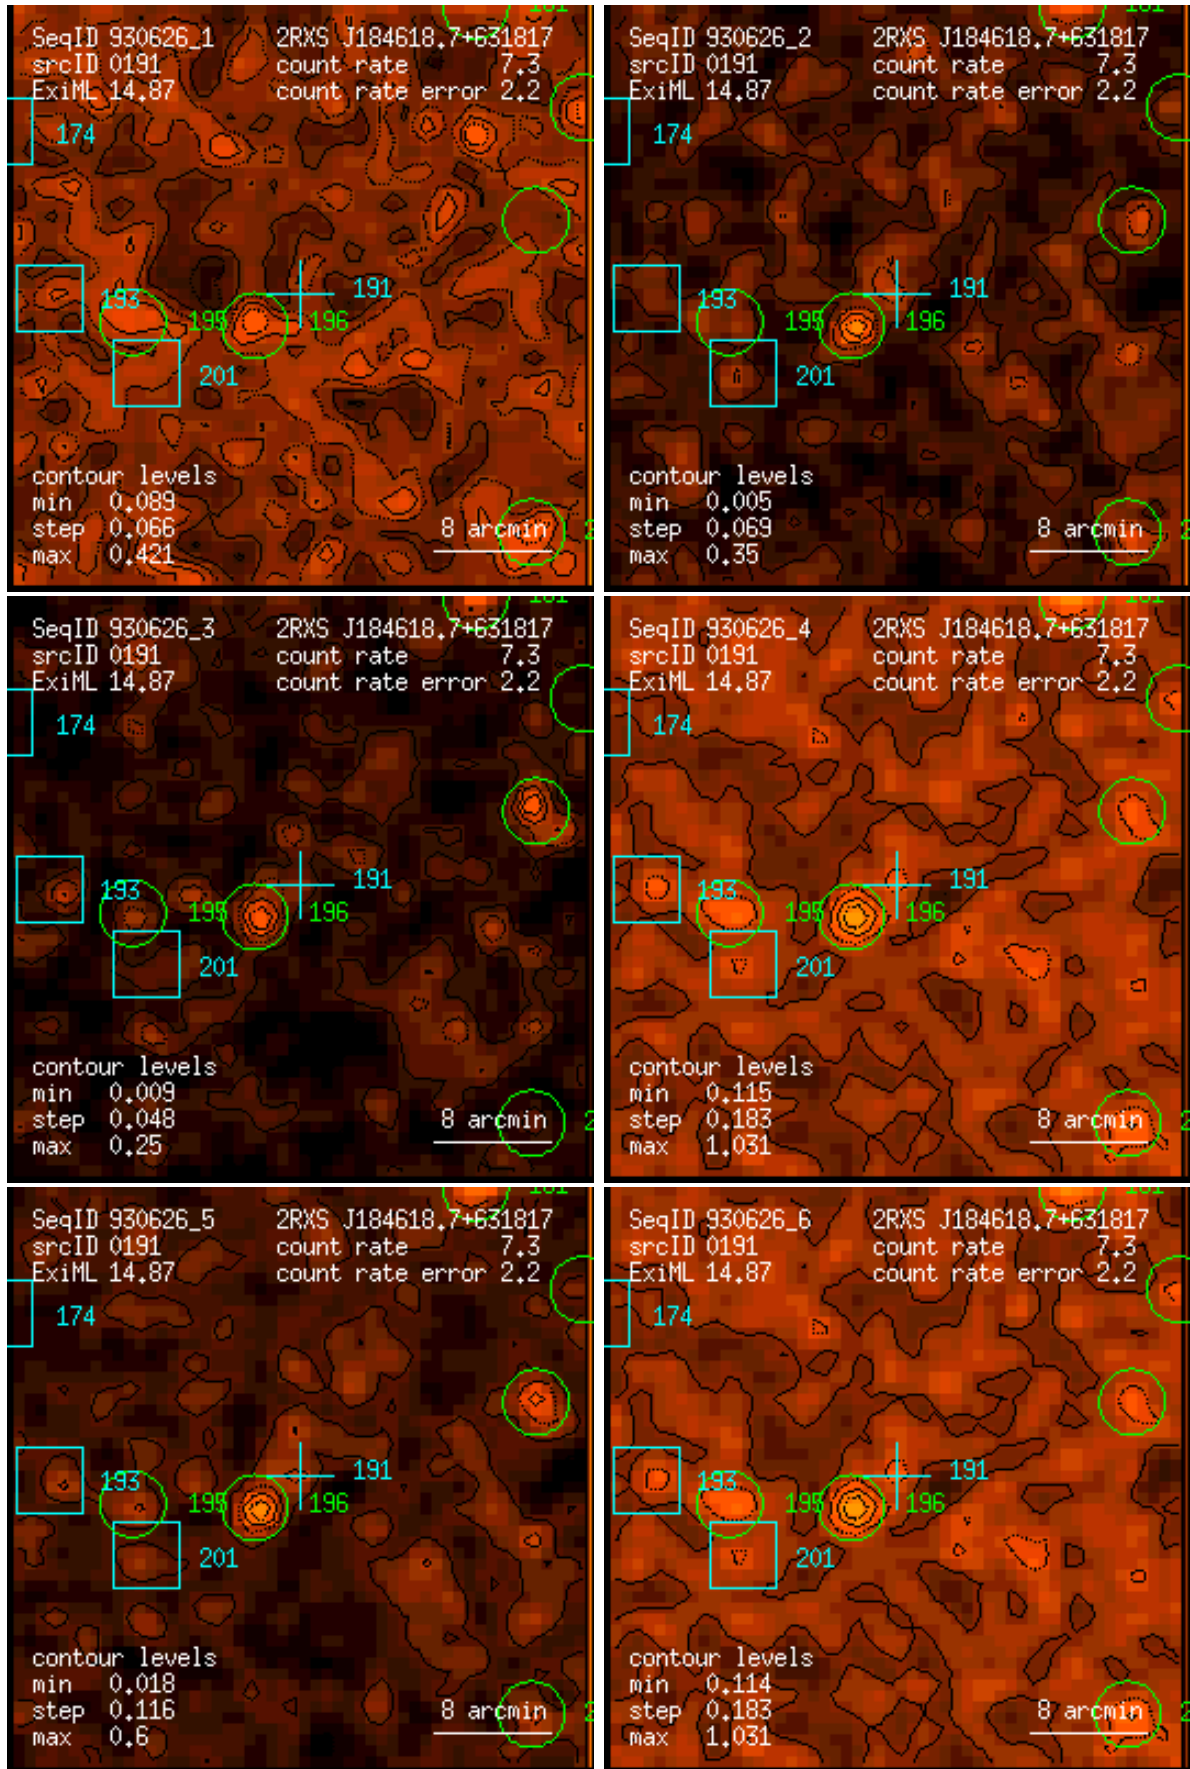 181
SeqID 930626_1 2RXS J184618.7+631817
srcID 0191 count rate 7.3
ExiML 14.87 count rate error 2.2
174
193
191
195 196
201
contour levels
min 0.089
step 0.066 8 arcmin 2
max 0.421
181
SeqID 930626_2 2RXS J184618.7+631817
srcID 0191 count rate 7.3
ExiML 14.87 count rate error 2.2
174
193
191
195 196
201
contour levels
min 0.005
step 0.069 8 arcmin 2
max 0.35
181
SeqID 930626_3 2RXS J184618.7+631817
srcID 0191 count rate 7.3
ExiML 14.87 count rate error 2.2
174
193
191
195 196
201
contour levels
min 0.009
step 0.048 8 arcmin 2
max 0.25
181
SeqID 930626_4 2RXS J184618.7+631817
srcID 0191 count rate 7.3
ExiML 14.87 count rate error 2.2
174
193
191
195 196
201
contour levels
min 0.115
step 0.183 8 arcmin 2
max 1.031
181
SeqID 930626_5 2RXS J184618.7+631817
srcID 0191 count rate 7.3
ExiML 14.87 count rate error 2.2
174
193
191
195 196
201
contour levels
min 0.018
step 0.116 8 arcmin 2
max 0.6
181
SeqID 930626_6 2RXS J184618.7+631817
srcID 0191 count rate 7.3
ExiML 14.87 count rate error 2.2
174
193
191
195 196
201
contour levels
min 0.114
step 0.183 8 arcmin 2
max 1.031